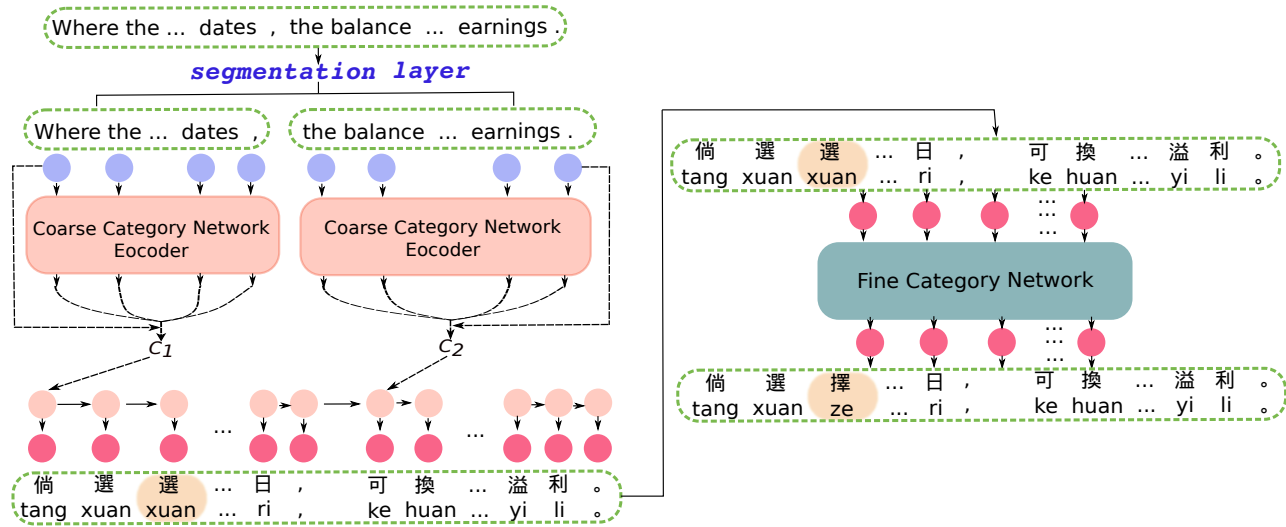 Where the ... dates , the balance ... earnings .
segmentation layer
Where the ... dates ,
the balance ... earnings .
Coarse Category Network
Eocoder
Coarse Category Network
Eocoder
C1
C2
...
...
倘 選 選 ... 日 , 可 換 ... 溢 利 。
tang xuan xuan ... ri , ke huan ... yi li 。
倘 選 選 ... 日 , 可 換 ... 溢 利 。
tang xuan xuan ... ri , ke huan ... yi li 。
...
...
...
Fine Category Network
...
...
...
倘 選 擇 ... 日 , 可 換 ... 溢 利 。
tang xuan ze ... ri , ke huan ... yi li 。